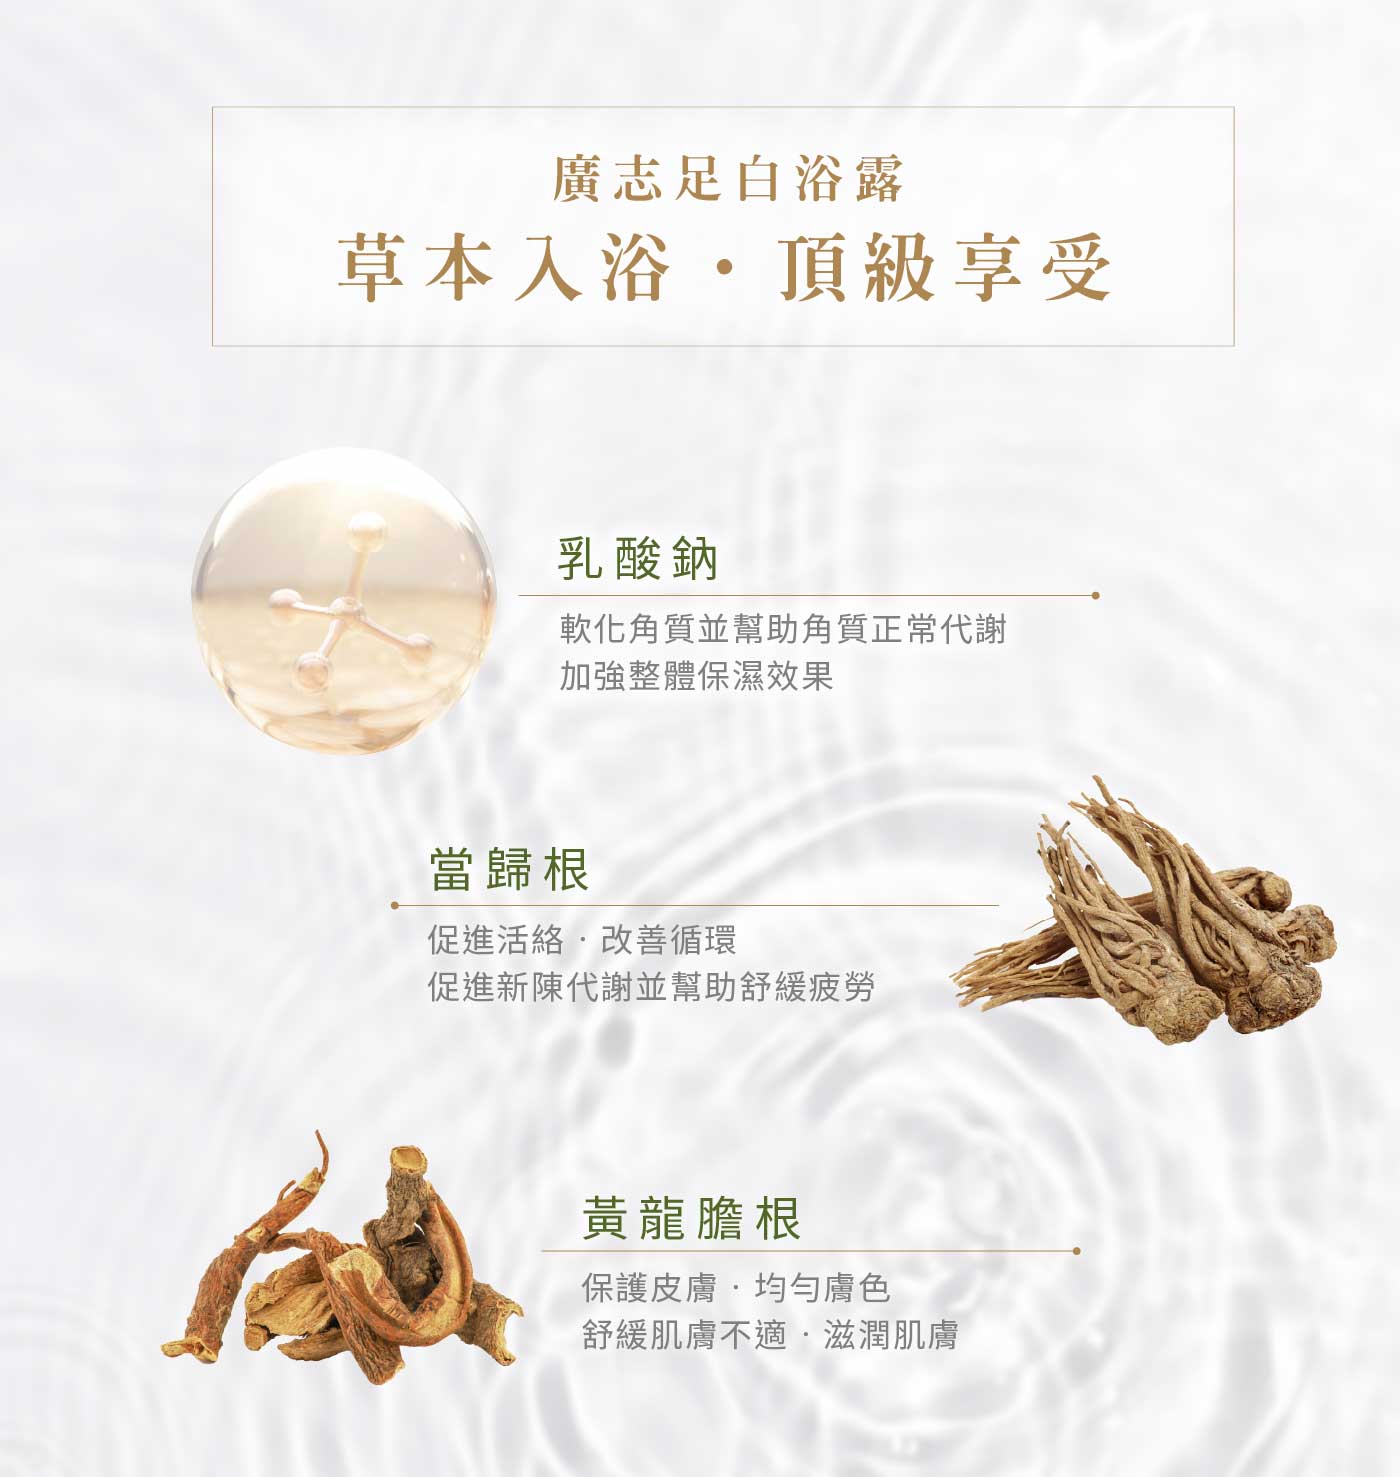 廣志足白浴露
草本入浴・頂級享受
乳酸鈉
軟化角質並幫助角質正常代謝
加強整體保濕效果
當歸根
促進活絡・改善循環
促進新陳代謝並幫助舒緩疲勞
黃龍膽根
保護皮膚・均勻膚色
舒緩肌膚不適・滋潤肌膚